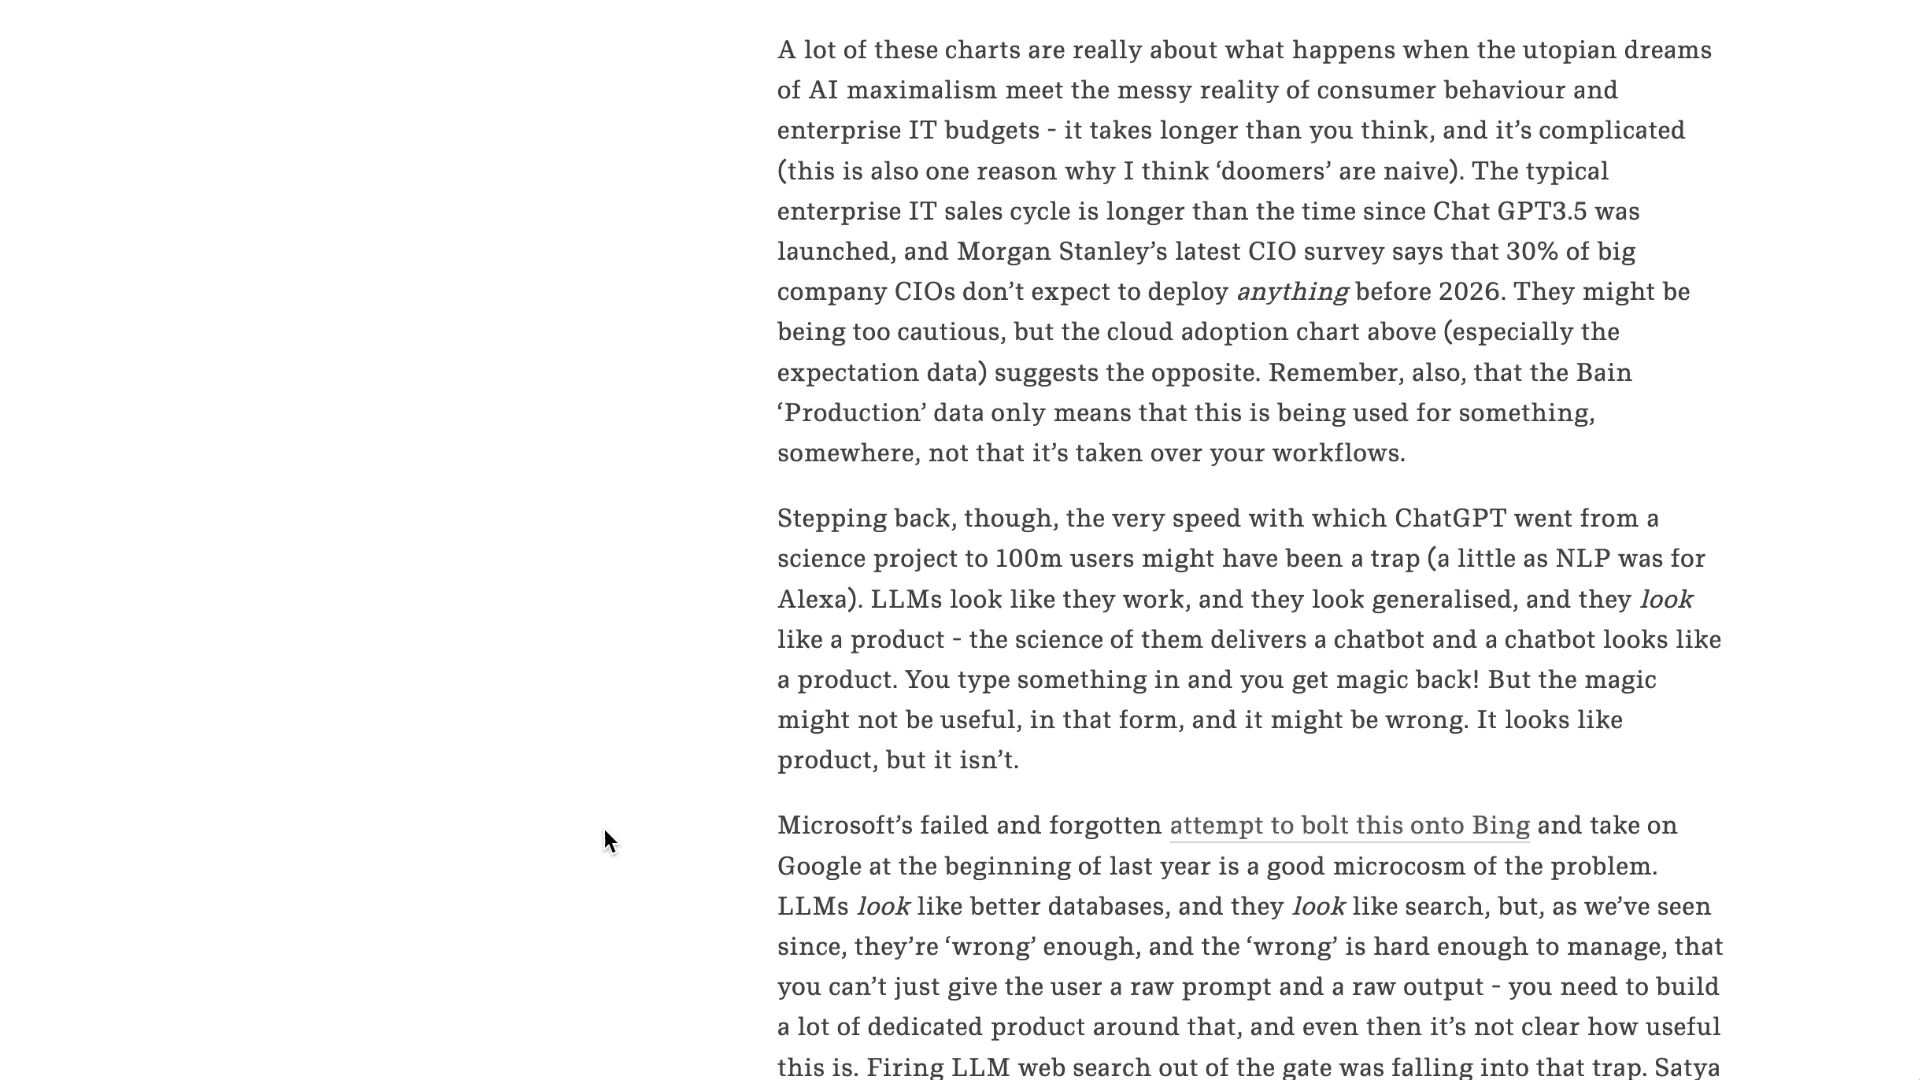 A lot of these charts are really about what happens when the utopian dreams
of AI maximalism meet the messy reality of consumer behaviour and
enterprise IT budgets - it takes longer than you think, and it’s complicated
(this is also one reason why I think ‘doomers’ are naive). The typical
enterprise IT sales cycle is longer than the time since Chat GPT3.5 was
launched, and Morgan Stanley’s latest CIO survey says that 30% of big
company CIOs don’t expect to deploy anything before 2026. They might be
being too cautious, but the cloud adoption chart above (especially the
expectation data) suggests the opposite. Remember, also, that the Bain
‘Production’ data only means that this is being used for something,
somewhere, not that it’s taken over your workflows.
Stepping back, though, the very speed with which ChatGPT went from a
science project to 100m users might have been a trap (a little as NLP was for
Alexa). LLMs look like they work, and they look generalised, and they look
like a product - the science of them delivers a chatbot and a chatbot looks like
a product. You type something in and you get magic back! But the magic
might not be useful, in that form, and it might be wrong. It looks like
product, but it isn’t.
Microsoft’s failed and forgotten attempt to bolt this onto Bing and take on
Google at the beginning of last year is a good microcosm of the problem.
LLMs look like better databases, and they look like search, but, as we’ve seen
since, they’re ‘wrong’ enough, and the ‘wrong’ is hard enough to manage, that
you can’t just give the user a raw prompt and a raw output - you need to build
a lot of dedicated product around that, and even then it’s not clear how useful
this is. Firing LLM web search out of the gate was falling into that trap. Satya